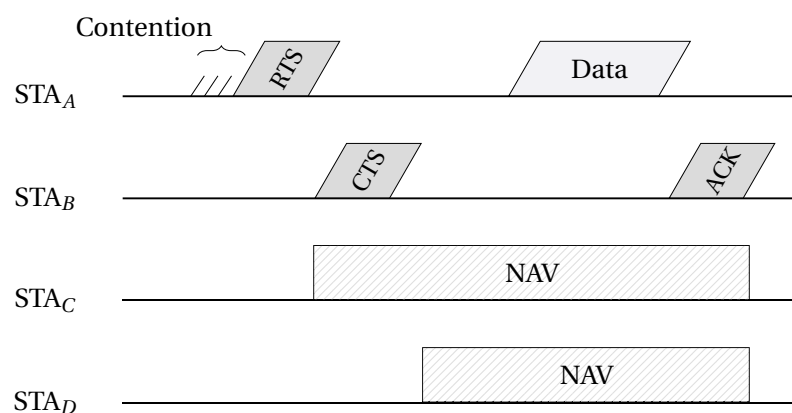 Contention
STA_A RTS Data
STA_B CTS ACK
STA_C NAV
STA_D NAV